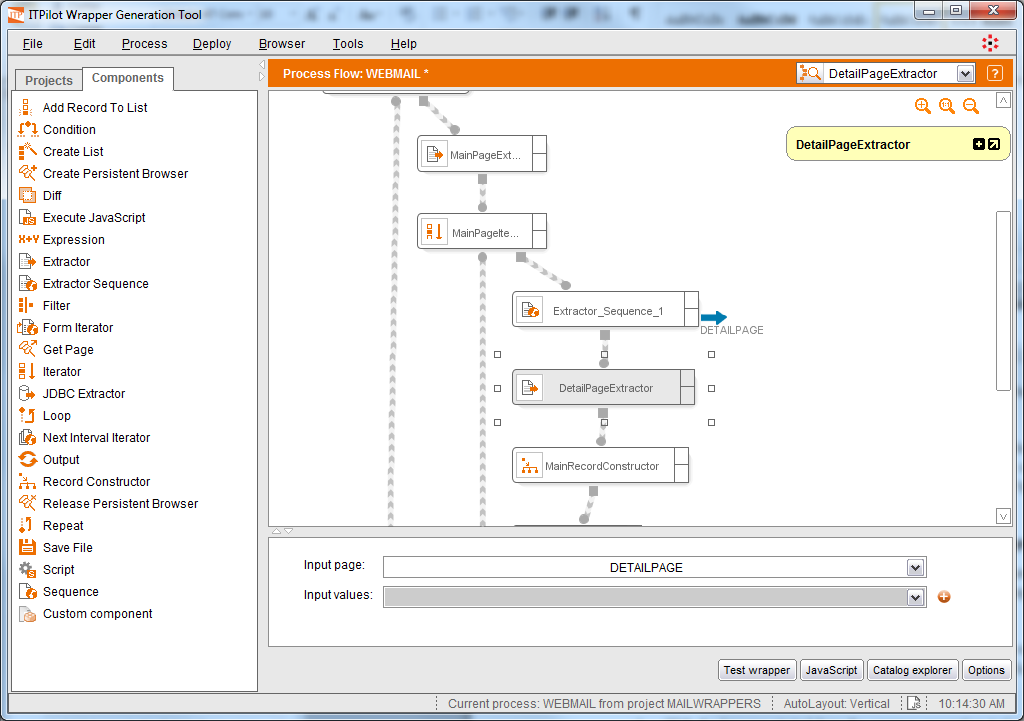 ITPilot Wrapper Generation Tool
File Edit Process Deploy Browser Tools Help
Projects Components
Process Flow: WEBMAIL *
DetailPageExtractor
?
Add Record To List
Condition
Create List
Create Persistent Browser
Diff
Execute JavaScript
Expression
Extractor
Extractor Sequence
Filter
Form Iterator
Get Page
Iterator
JDBC Extractor
Loop
Next Interval Iterator
Output
Record Constructor
Release Persistent Browser
Repeat
Save File
Script
Sequence
Custom component
DetailPageExtractor
MainPageExt...
MainPageIte...
Extractor_Sequence_1
DETAILPAGE
DetailPageExtractor
MainRecordConstructor
Input page: DETAILPAGE
Input values:
Test wrapper JavaScript Catalog explorer Options
Current process: WEBMAIL from project MAILWRAPPERS AutoLayout: Vertical 10:14:30 AM